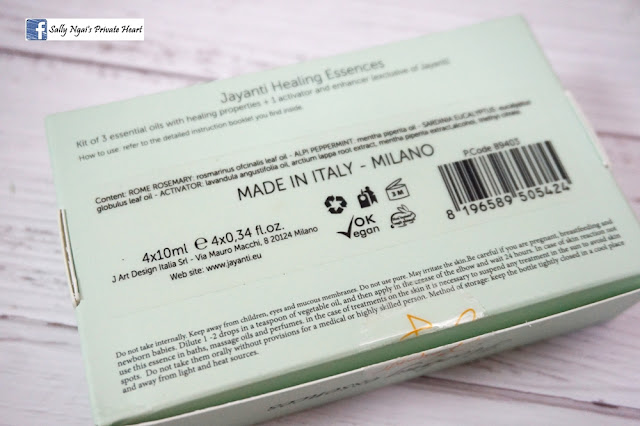 Sally Ngai's Private Heart
Jayanti Healing Essences
Kit of 3 essential oils with healing properties + 1 activator and enhancer (exclusive of Jayanti)
How to use: refer to the detailed instruction booklet you find inside.
Content: ROME ROSEMARY: rosmarinus oficinalis leaf oil - ALPI PEPPERMINT: mentha piperita oil - SARDINIA EUCALYPTUS: eucalyptus
globulus leaf oil - ACTIVATOR: lavandula angustifolia oil, arctium lappa root extract, mentha piperita extract,alcohol, methyl citrate.
MADE IN ITALY - MILANO
P.Code: 89403
4x10ml e 4x0,34 fl.oz.
J Art Design Italia Srl - Via Mauro Macchi, 8 20124 Milano
Web site: www.jayanti.eu
3 M
OK
vegan
8 196589 505424
Do not take internally. Keep away from children, eyes and mucous membranes. Do not use pure. May irritate the skin.Be careful if you are pregnant, breastfeeding and
newborn babies. Dilute 1 -2 drops in a teaspoon of vegetable oil, and then apply in the crease of the elbow and wait 24 hours. In case of skin reaction not
use this essence in baths, massage oils and perfumes. in the case of treatments on the skin it is necessary to suspend any treatment in the sun to avoid skin
spots. Do not take them orally without provisions for a medical or highly skilled person. Method of storage: keep the bottle tightly closed in a cool place
and away from light and heat sources.